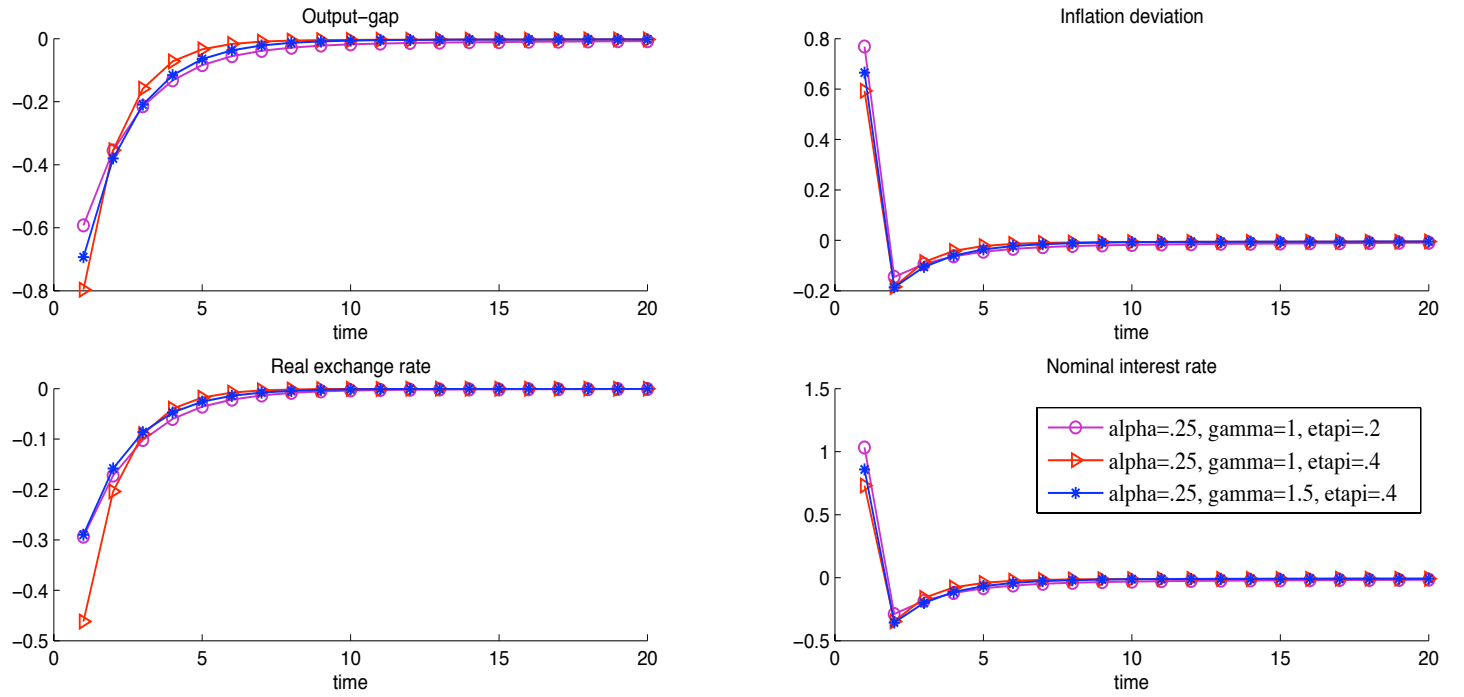 Output-gap
0
−0.2
−0.4
−0.6
−0.8
0 5 10 15 20
time
Inflation deviation
0.8
0.6
0.4
0.2
0
−0.2
0 5 10 15 20
time
Real exchange rate
0
−0.1
−0.2
−0.3
−0.4
−0.5
0 5 10 15 20
time
Nominal interest rate
1.5
1
0.5
0
−0.5
0 5 10 15 20
time
alpha=.25, gamma=1, etapi=.2
alpha=.25, gamma=1, etapi=.4
alpha=.25, gamma=1.5, etapi=.4